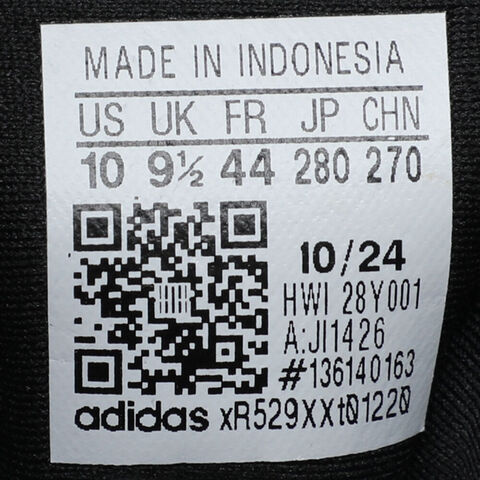 MADE IN INDONESIA
US UK FR JP CHN
10 9½ 44 280 270
10/24
HWI 28Y001
A:JI1426
#136140163
adidas xR529XXt01220